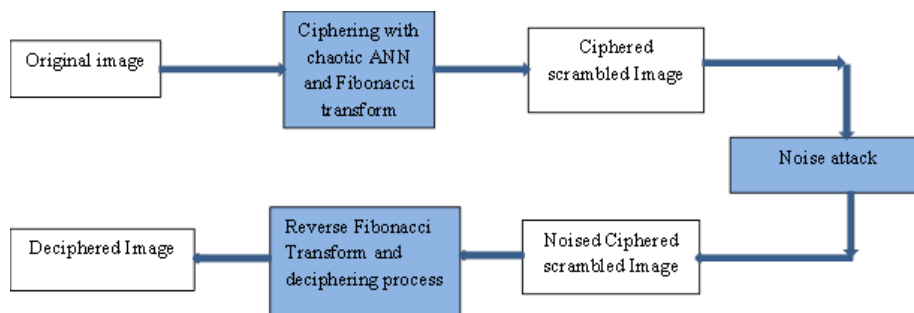 Original image
Ciphering with
chaotic ANN
and Fibonacci
transform
Ciphered
scrambled Image
Noise attack
Noised Ciphered
scrambled Image
Reverse Fibonacci
Transform and
deciphering process
Deciphered Image